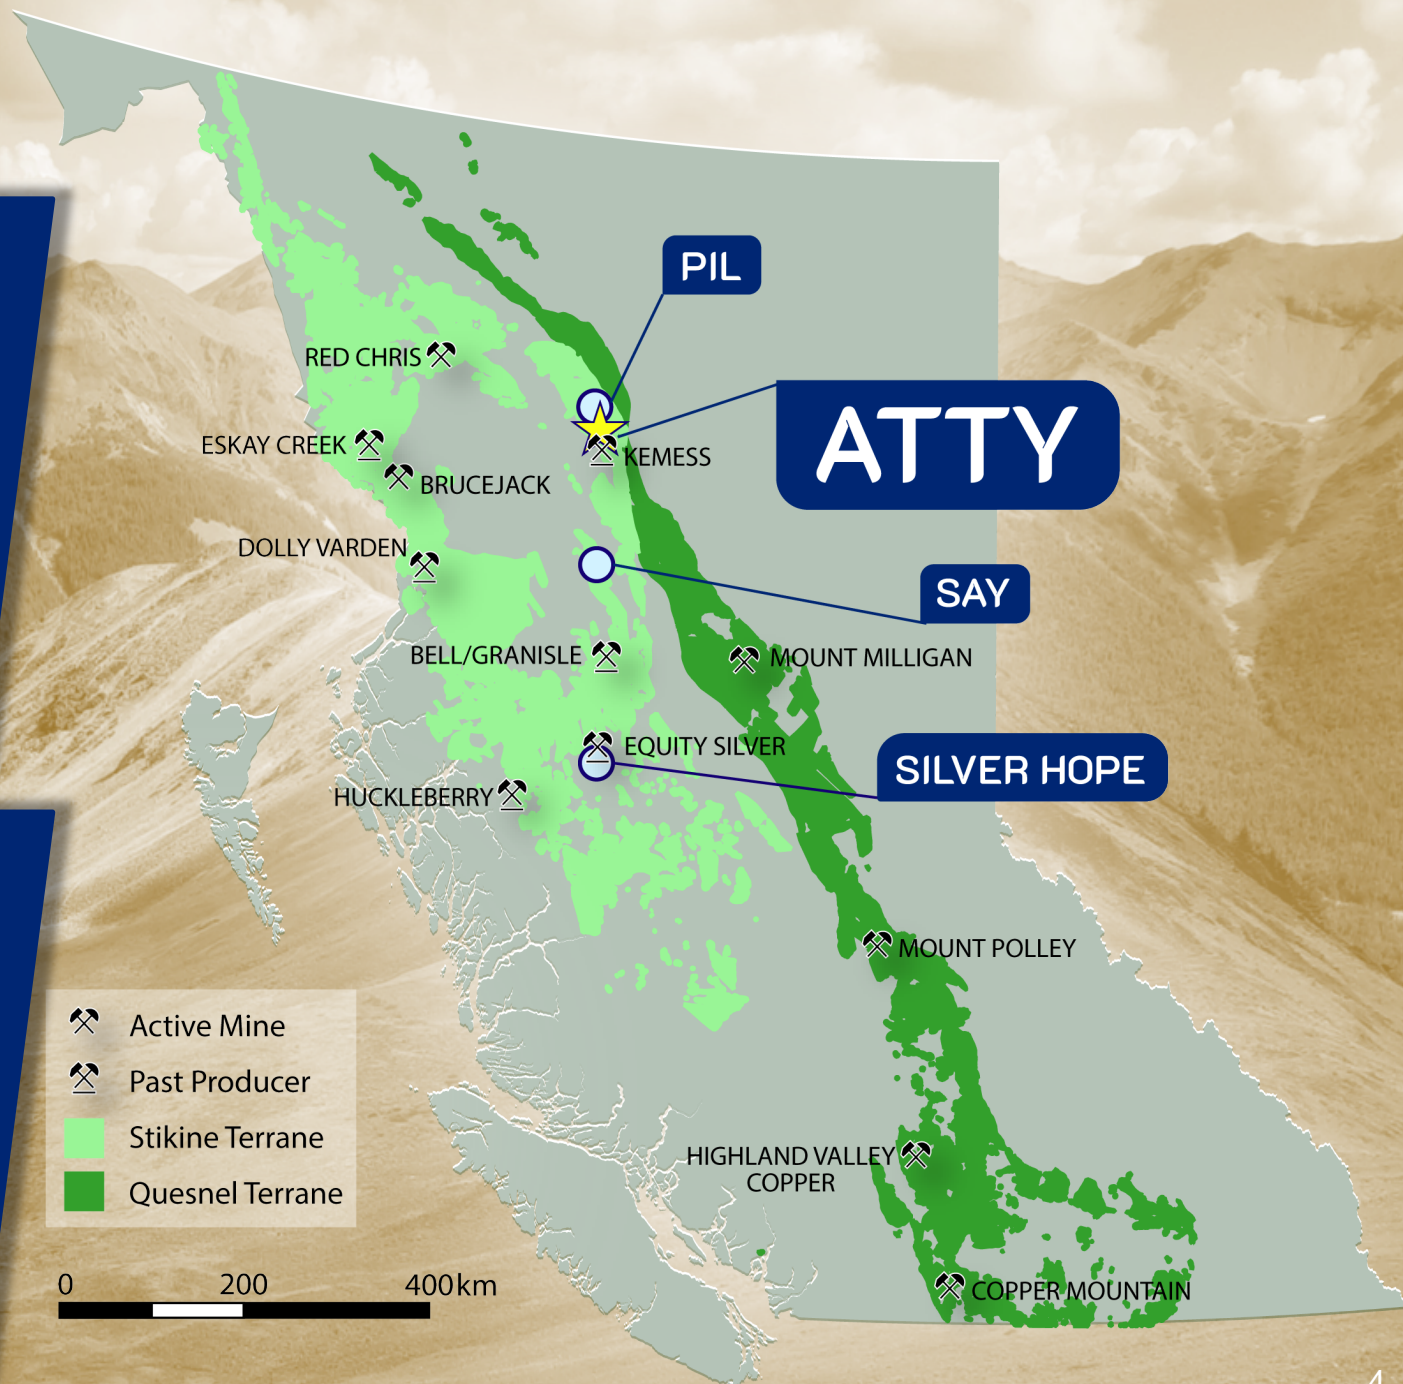 PIL
RED CHRIS
ATTY
ESKAY CREEK
KEMESS
BRUCEJACK
DOLLY VARDEN
SAY
BELL/GRANISLE
MOUNT MILLIGAN
EQUITY SILVER
SILVER HOPE
HUCKLEBERRY
MOUNT POLLEY
Active Mine
Past Producer
Stikine Terrane
Quesnel Terrane
HIGHLAND VALLEY
COPPER
0 200 400km
COPPER MOUNTAIN
4